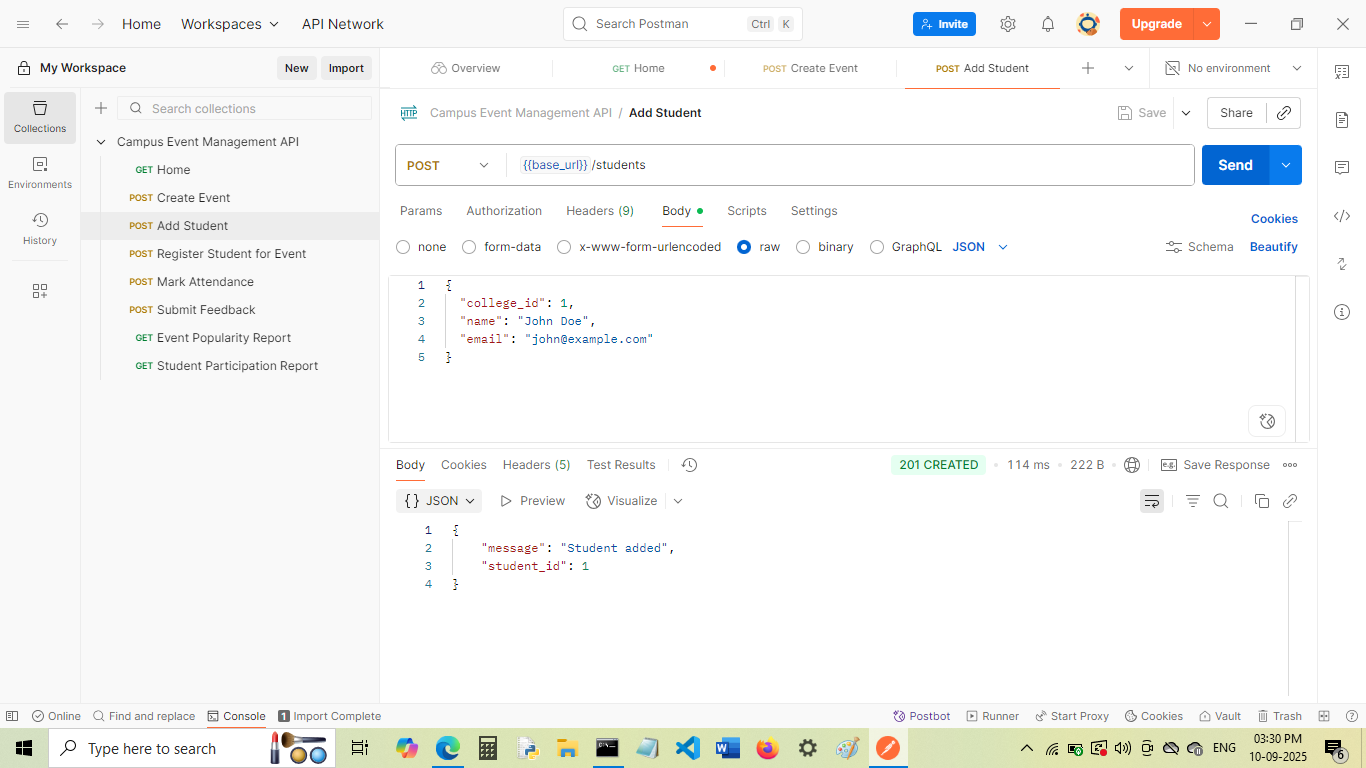 Home
Workspaces
API Network
Search Postman
Ctrl K
Invite
Upgrade
My Workspace
New
Import
Overview
GET Home
POST Create Event
POST Add Student
No environment
Collections
Environments
History
Search collections
Campus Event Management API
GET Home
POST Create Event
POST Add Student
POST Register Student for Event
POST Mark Attendance
POST Submit Feedback
GET Event Popularity Report
GET Student Participation Report
HTTP
Campus Event Management API / Add Student
Save
Share
POST
{{base_url}} /students
Send
Params
Authorization
Headers (9)
Body
Scripts
Settings
Cookies
none
form-data
x-www-form-urlencoded
raw
binary
GraphQL
JSON
Schema
Beautify
1 {
2 "college_id": 1,
3 "name": "John Doe",
4 "email": "john@example.com"
5 }
Body
Cookies
Headers (5)
Test Results
201 CREATED
114 ms
222 B
e.g.
Save Response
{} JSON
Preview
Visualize
1 {
2 "message": "Student added",
3 "student_id": 1
4 }
Online
Find and replace
Console
1 Import Complete
Postbot
Runner
Start Proxy
Cookies
Vault
Trash
Type here to search
ENG
03:30 PM
10-09-2025
6